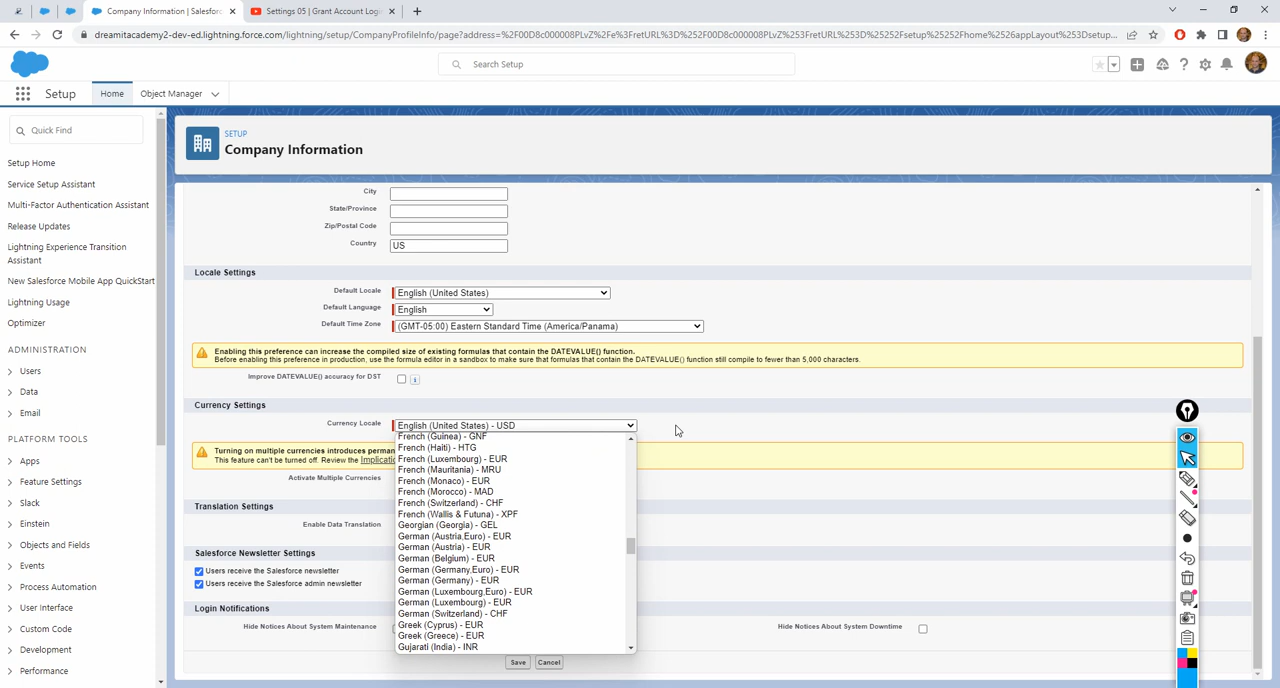 Company Information | Salesforc
Settings 05 | Grant Account Logi
dreamitacademy2-dev-ed.lightning.force.com/lightning/setup/CompanyProfileInfo/page?address=%2F00D8c000008PLvZ%2Fe%3FretURL%3D%252F00D8c000008PLvZ%3FretURL%253D%25252Fsetup%25252Fhome%2526appLayout%253Dsetup...
Search Setup
Setup
Home
Object Manager
Quick Find
Setup Home
Service Setup Assistant
Multi-Factor Authentication Assistant
Release Updates
Lightning Experience Transition
Assistant
New Salesforce Mobile App QuickStart
Lightning Usage
Optimizer
ADMINISTRATION
Users
Data
Email
PLATFORM TOOLS
Apps
Feature Settings
Slack
Einstein
Objects and Fields
Events
Process Automation
User Interface
Custom Code
Development
Performance
SETUP
Company Information
City
State/Province
Zip/Postal Code
Country US
Locale Settings
Default Locale English (United States)
Default Language English
Default Time Zone (GMT-05:00) Eastern Standard Time (America/Panama)
Enabling this preference can increase the compiled size of existing formulas that contain the DATEVALUE() function.
Before enabling this preference in production, use the formula editor in a sandbox to make sure that formulas that contain the DATEVALUE() function still compile to fewer than 5,000 characters.
Improve DATEVALUE() accuracy for DST
Currency Settings
Currency Locale English (United States) - USD
Turning on multiple currencies introduces perma
This feature can't be turned off. Review the Implicatio
Activate Multiple Currencies
French (Guinea) - GNF
French (Haiti) - HTG
French (Luxembourg) - EUR
French (Mauritania) - MRU
French (Monaco) - EUR
French (Morocco) - MAD
French (Switzerland) - CHF
French (Wallis & Futuna) - XPF
Georgian (Georgia) - GEL
German (Austria,Euro) - EUR
German (Austria) - EUR
German (Belgium) - EUR
German (Germany,Euro) - EUR
German (Germany) - EUR
German (Luxembourg,Euro) - EUR
German (Luxembourg) - EUR
German (Switzerland) - CHF
Greek (Cyprus) - EUR
Greek (Greece) - EUR
Gujarati (India) - INR
Translation Settings
Enable Data Translation
Salesforce Newsletter Settings
Users receive the Salesforce newsletter
Users receive the Salesforce admin newsletter
Login Notifications
Hide Notices About System Maintenance
Hide Notices About System Downtime
Save Cancel